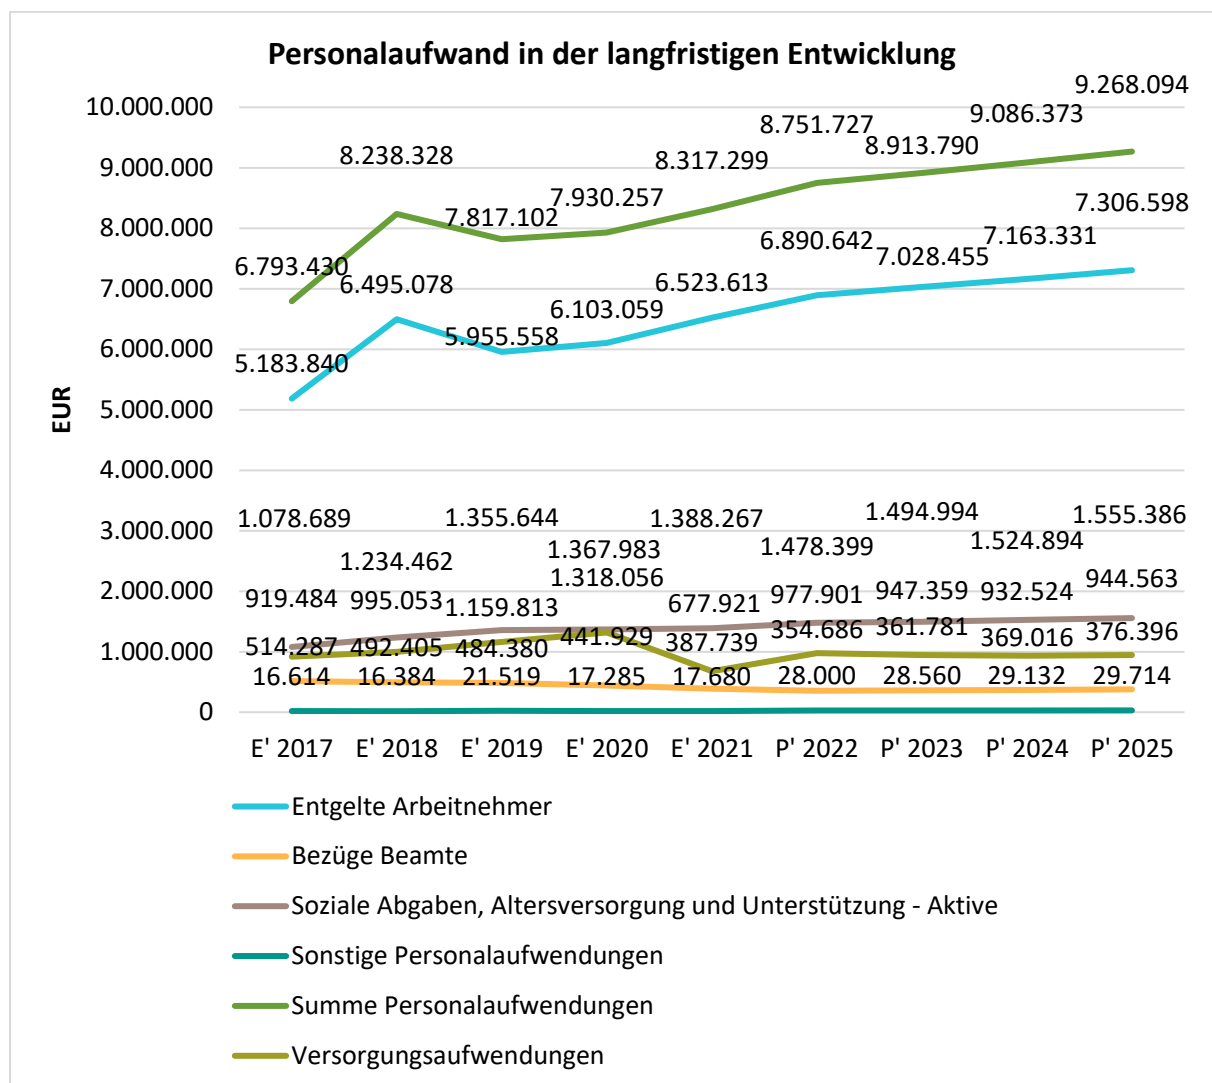 Personalaufwand in der langfristigen Entwicklung
EUR
10.000.000
9.000.000
8.000.000
7.000.000
6.000.000
5.000.000
4.000.000
3.000.000
2.000.000
1.000.000
0
6.793.430 8.238.328 7.817.102 7.930.257 8.317.299 8.751.727 8.913.790 9.086.373 9.268.094
5.183.840 6.495.078 5.955.558 6.103.059 6.523.613 6.890.642 7.028.455 7.163.331 7.306.598
1.078.689 1.234.462 1.355.644 1.367.983 1.388.267 1.478.399 1.494.994 1.524.894 1.555.386
919.484 995.053 1.159.813 1.318.056 677.921 977.901 947.359 932.524 944.563
514.287 492.405 484.380 441.929 387.739 354.686 361.781 369.016 376.396
16.614 16.384 21.519 17.285 17.680 28.000 28.560 29.132 29.714
E' 2017 E' 2018 E' 2019 E' 2020 E' 2021 P' 2022 P' 2023 P' 2024 P' 2025
Entgelte Arbeitnehmer
Bezüge Beamte
Soziale Abgaben, Altersversorgung und Unterstützung - Aktive
Sonstige Personalaufwendungen
Summe Personalaufwendungen
Versorgungsaufwendungen